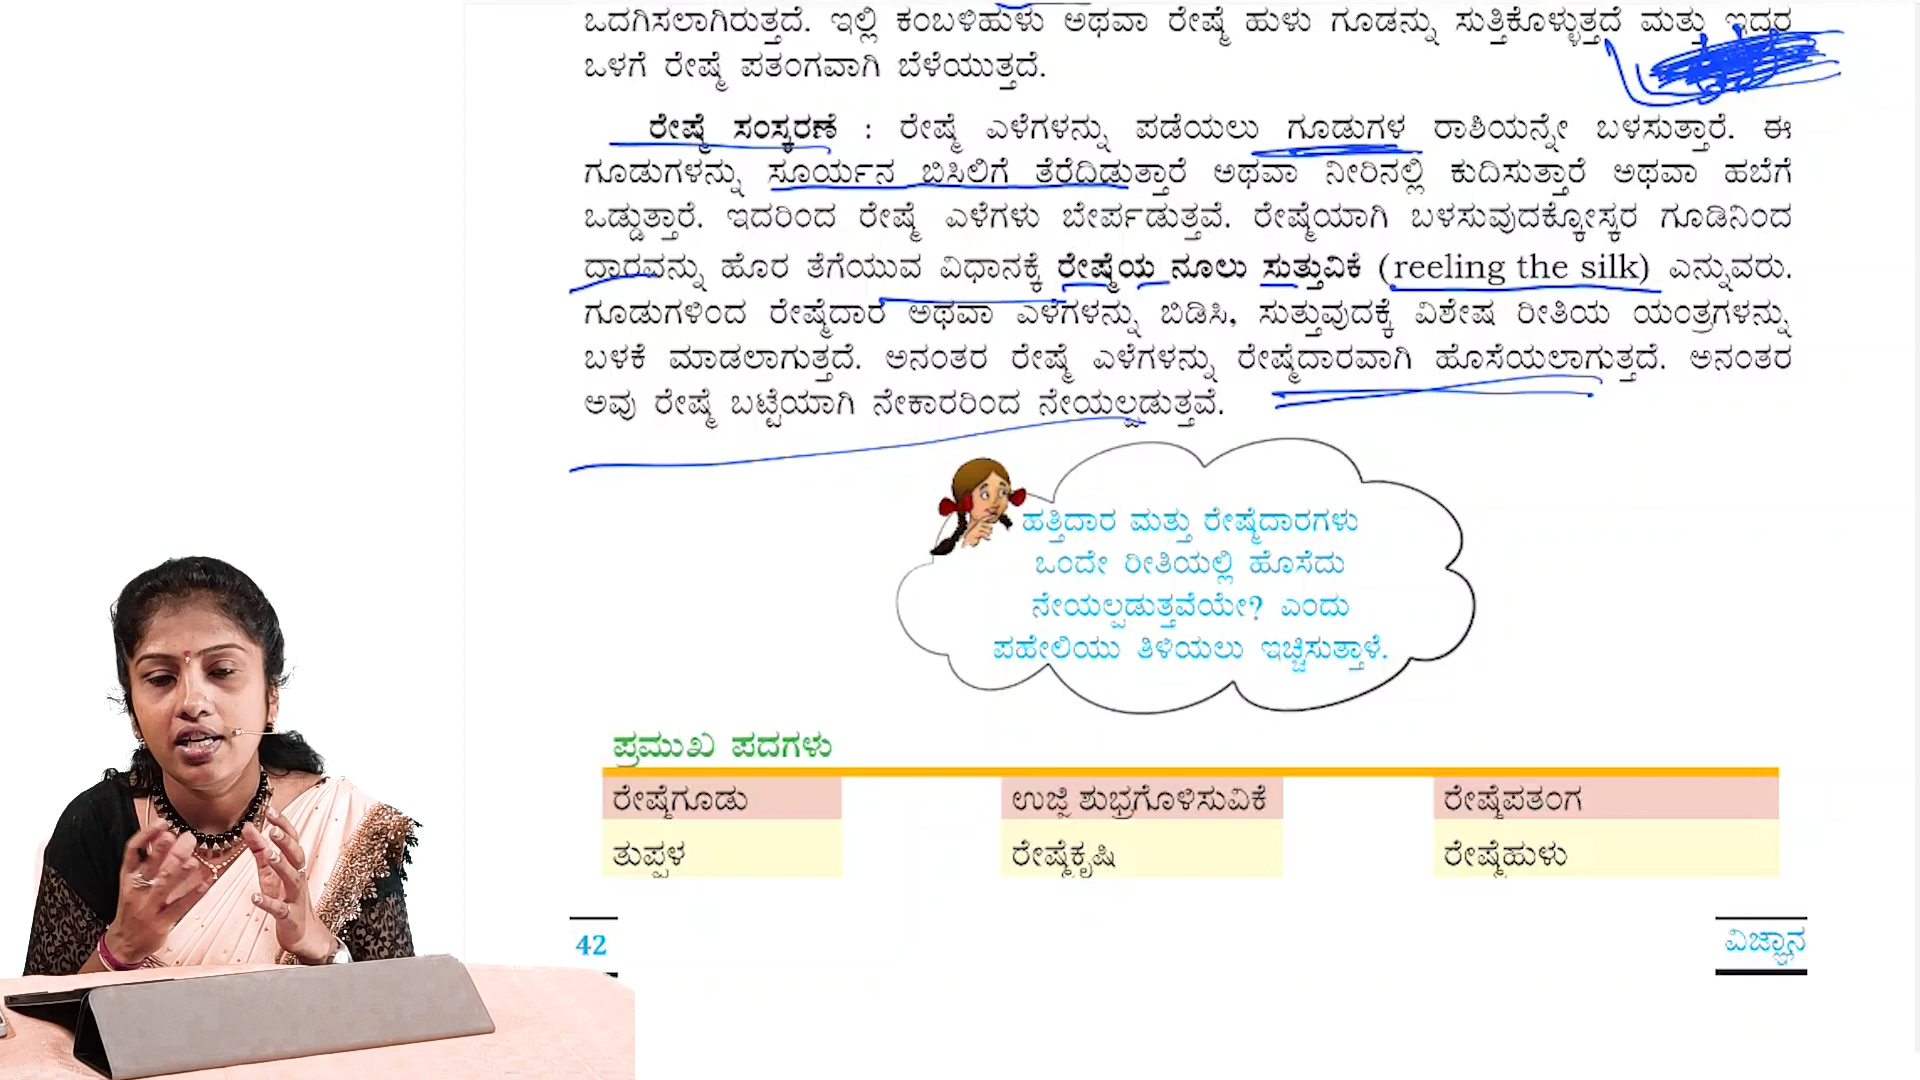 ಒದಗಿಸಲಾಗಿರುತ್ತದೆ. ಇಲ್ಲಿ ಕಂಬಳಿಹುಳು ಅಥವಾ ರೇಷ್ಮೆ ಹುಳು ಗೂಡನ್ನು ಸುತ್ತಿಕೊಳ್ಳುತ್ತದೆ ಮತ್ತು ಇದರ
ಒಳಗೆ ರೇಷ್ಮೆ ಪತಂಗವಾಗಿ ಬೆಳೆಯುತ್ತದೆ.
ರೇಷ್ಮೆ ಸಂಸ್ಕರಣೆ : ರೇಷ್ಮೆ ಎಳೆಗಳನ್ನು ಪಡೆಯಲು ಗೂಡುಗಳ ರಾಶಿಯನ್ನೇ ಬಳಸುತ್ತಾರೆ. ಈ
ಗೂಡುಗಳನ್ನು ಸೂರ್ಯನ ಬಿಸಿಲಿಗೆ ತೆರೆದಿಡುತ್ತಾರೆ ಅಥವಾ ನೀರಿನಲ್ಲಿ ಕುದಿಸುತ್ತಾರೆ ಅಥವಾ ಹಬೆಗೆ
ಒಡ್ಡುತ್ತಾರೆ. ಇದರಿಂದ ರೇಷ್ಮೆ ಎಳೆಗಳು ಬೇರ್ಪಡುತ್ತವೆ. ರೇಷ್ಮೆಯಾಗಿ ಬಳಸುವುದಕ್ಕೋಸ್ಕರ ಗೂಡಿನಿಂದ
ದಾರವನ್ನು ಹೊರ ತೆಗೆಯುವ ವಿಧಾನಕ್ಕೆ ರೇಷ್ಮೆಯ ನೂಲು ಸುತ್ತುವಿಕೆ (reeling the silk) ಎನ್ನುವರು.
ಗೂಡುಗಳಿಂದ ರೇಷ್ಮೆದಾರ ಅಥವಾ ಎಳೆಗಳನ್ನು ಬಿಡಿಸಿ, ಸುತ್ತುವುದಕ್ಕೆ ವಿಶೇಷ ರೀತಿಯ ಯಂತ್ರಗಳನ್ನು
ಬಳಕೆ ಮಾಡಲಾಗುತ್ತದೆ. ಅನಂತರ ರೇಷ್ಮೆ ಎಳೆಗಳನ್ನು ರೇಷ್ಮೆದಾರವಾಗಿ ಹೊಸೆಯಲಾಗುತ್ತದೆ. ಅನಂತರ
ಅವು ರೇಷ್ಮೆ ಬಟ್ಟೆಯಾಗಿ ನೇಕಾರರಿಂದ ನೇಯಲ್ಪಡುತ್ತವೆ.
ಹತ್ತಿದಾರ ಮತ್ತು ರೇಷ್ಮೆದಾರಗಳು
ಒಂದೇ ರೀತಿಯಲ್ಲಿ ಹೊಸೆದು
ನೇಯಲ್ಪಡುತ್ತವೆಯೇ? ಎಂದು
ಪಹೇಲಿಯು ತಿಳಿಯಲು ಇಚ್ಛಿಸುತ್ತಾಳೆ.
ಪ್ರಮುಖ ಪದಗಳು
ರೇಷ್ಮೆಗೂಡು ಉಜ್ಜಿ ಶುಭ್ರಗೊಳಿಸುವಿಕೆ ರೇಷ್ಮೆಪತಂಗ
ತುಪ್ಪಳ ರೇಷ್ಮೆಕೃಷಿ ರೇಷ್ಮೆಹುಳು
42 ವಿಜ್ಞಾನ